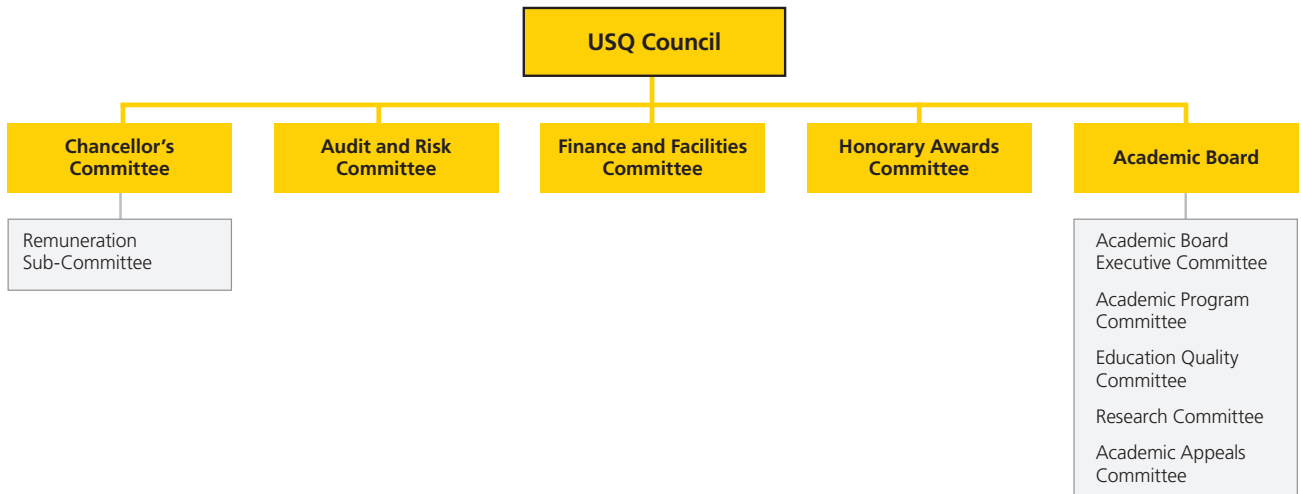 USQ Council
Chancellor's
Committee
Audit and Risk
Committee
Finance and Facilities
Committee
Honorary Awards
Committee
Academic Board
Remuneration
Sub-Committee
Academic Board
Executive Committee
Academic Program
Committee
Education Quality
Committee
Research Committee
Academic Appeals
Committee